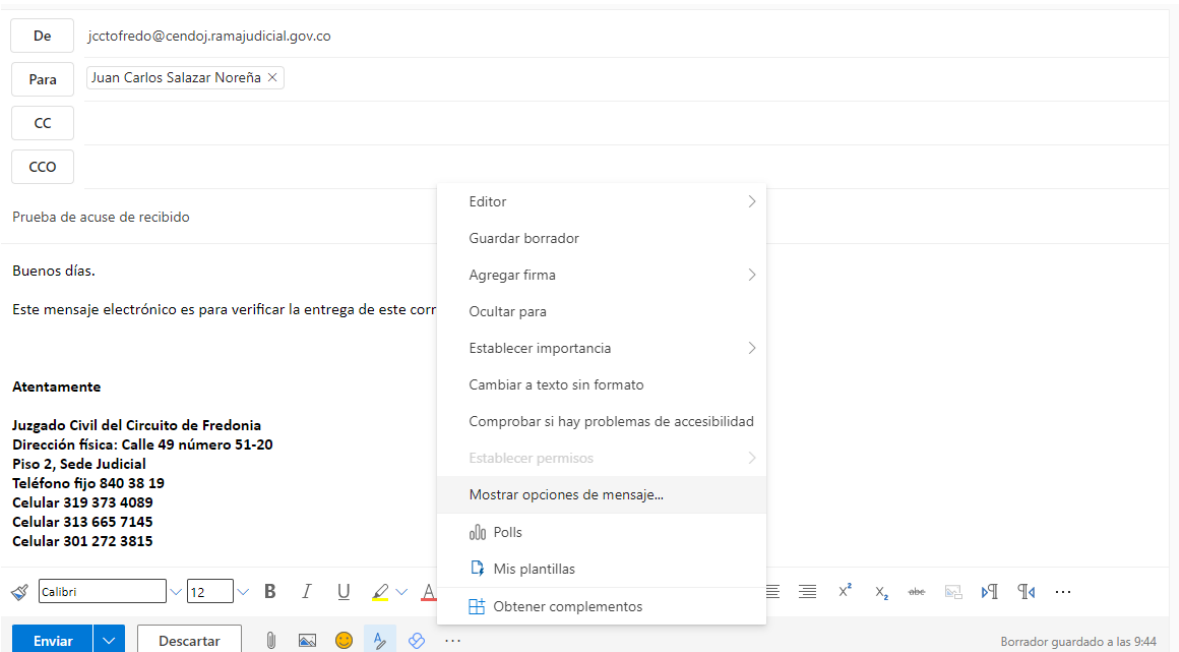 De jcctofredo@cendoj.ramajudicial.gov.co
Para Juan Carlos Salazar Noreña ×
CC
CCO
Prueba de acuse de recibido
Buenos días.
Este mensaje electrónico es para verificar la entrega de este corr
Atentamente
Juzgado Civil del Circuito de Fredonia
Dirección física: Calle 49 número 51-20
Piso 2, Sede Judicial
Teléfono fijo 840 38 19
Celular 319 373 4089
Celular 313 665 7145
Celular 301 272 3815
Editor
Guardar borrador
Agregar firma
Ocultar para
Establecer importancia
Cambiar a texto sin formato
Comprobar si hay problemas de accesibilidad
Establecer permisos
Mostrar opciones de mensaje...
Polls
Mis plantillas
Obtener complementos
Calibri 12 B I U A x² x₂ abc ...
Enviar Descartar ... Borrador guardado a las 9:44